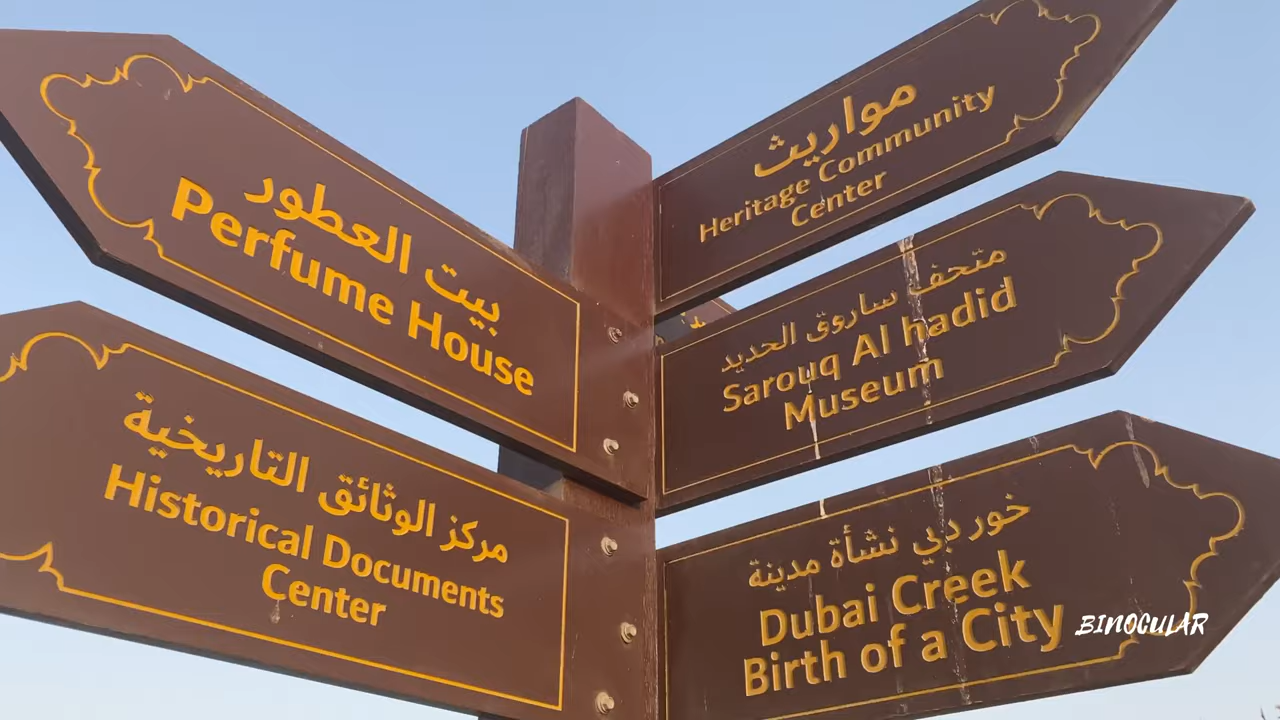 بيت العطور
Perfume House
مركز الوثائق التاريخية
Historical Documents
Center
مواريث
Heritage Community
Center
متحف ساروق الحديد
Sarouq Al hadid
Museum
خور دبي نشأة مدينة
Dubai Creek
Birth of a City
BINOCULAR